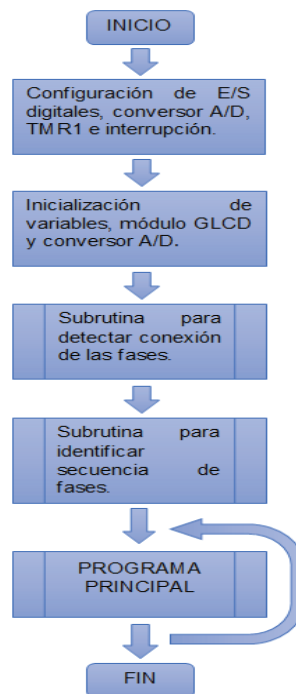 INICIO
Configuración de E/S
digitales, conversor A/D,
TMR1 e interrupción.
Inicialización de
variables, módulo GLCD
y conversor A/D.
Subrutina para
detectar conexión
de las fases.
Subrutina para
identificar
secuencia de
fases.
PROGRAMA
PRINCIPAL
FIN